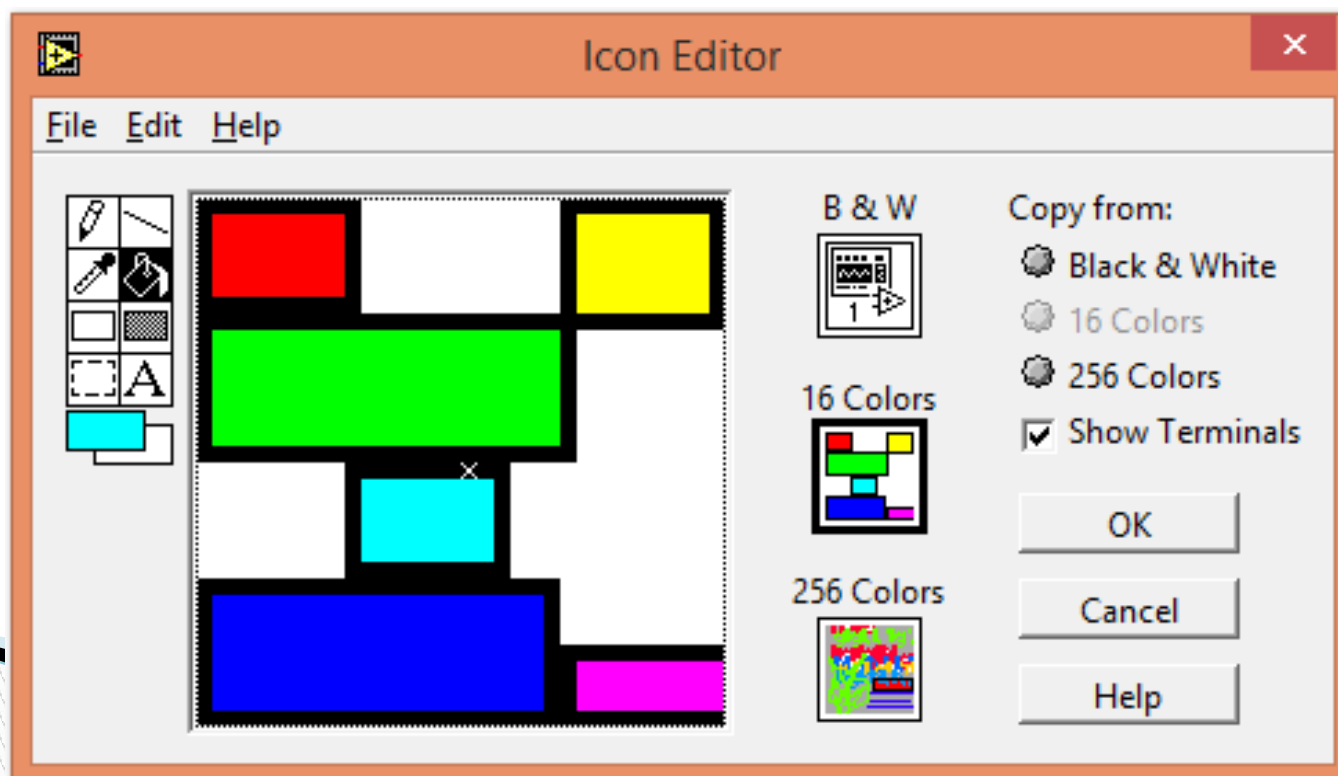 Icon Editor
File Edit Help
B & W
1
16 Colors
256 Colors
Copy from:
Black & White
16 Colors
256 Colors
Show Terminals
OK
Cancel
Help
A